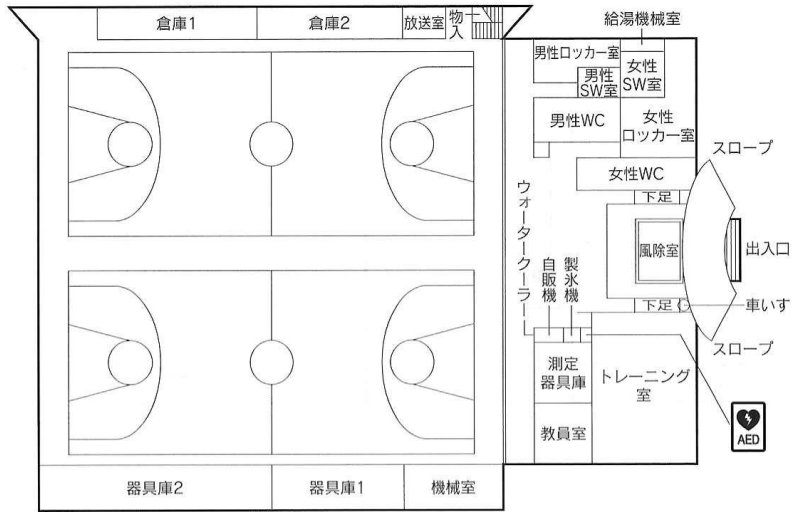 倉庫1
倉庫2
放送室
物入
給湯機械室
男性ロッカー室
男性
SW室
女性
SW室
男性WC
女性
ロッカー室
スロープ
女性WC
下足
ウォータークーラー
自販機
製氷機
風除室
出入口
下足
車いす
スロープ
測定
器具庫
トレーニング
室
教員室
AED
器具庫2
器具庫1
機械室